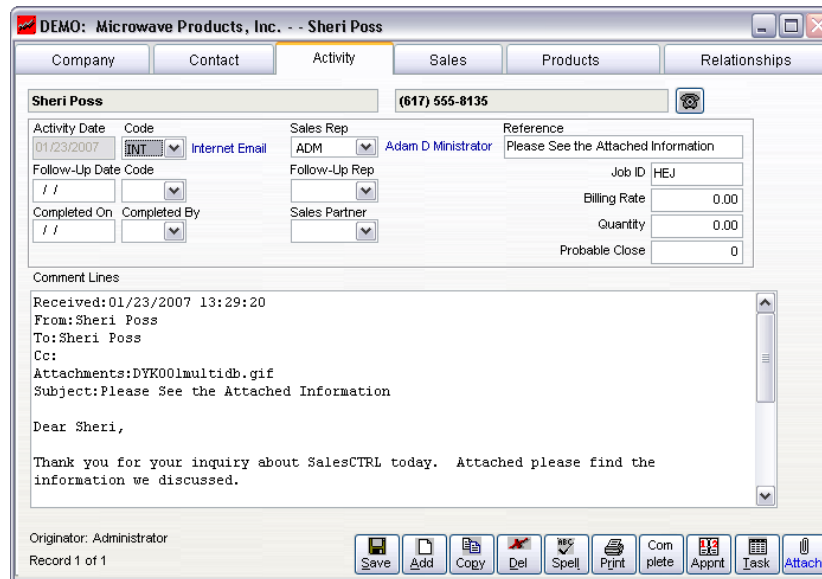 DEMO: Microwave Products, Inc. - - Sheri Poss
Company Contact Activity Sales Products Relationships
Sheri Poss (617) 555-8135
Activity Date Code Sales Rep Reference
01/23/2007 INT Internet Email ADM Adam D Ministrator Please See the Attached Information
Follow-Up Date Code Follow-Up Rep Job ID HEJ
/ / Billing Rate 0.00
Completed On Completed By Sales Partner Quantity 0.00
/ / Probable Close 0
Comment Lines
Received:01/23/2007 13:29:20
From:Sheri Poss
To:Sheri Poss
Cc:
Attachments:DYK001multidb.gif
Subject:Please See the Attached Information
Dear Sheri,
Thank you for your inquiry about SalesCTRL today. Attached please find the
information we discussed.
Originator: Administrator
Record 1 of 1
Save Add Copy Del ABC Spell Print Com plete Appnt Task Attach